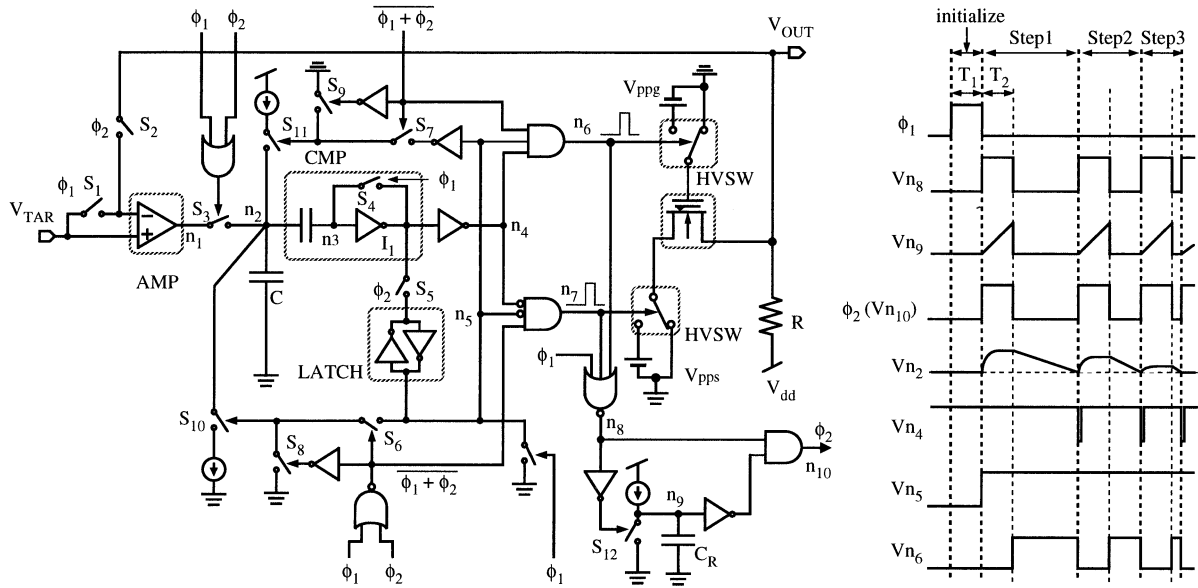 ϕ1 ϕ2
ϕ1 + ϕ2
VOUT
S9
S11
S7
CMP
n6
Vppg
HVSW
ϕ2 S2
ϕ1 S1
VTAR
AMP
n1
S3
n2
C
n3
S4
ϕ1
I1
n4
ϕ2 S5
n5
LATCH
n7
HVSW
Vpps
R
Vdd
ϕ1
n8
ϕ2
n10
S10
S8
S6
ϕ1 + ϕ2
ϕ1 ϕ2
ϕ1
S12
n9
CR
initialize
Step1 Step2 Step3
T1 T2
ϕ1
Vn8
Vn9
ϕ2 (Vn10)
Vn2
Vn4
Vn5
Vn6